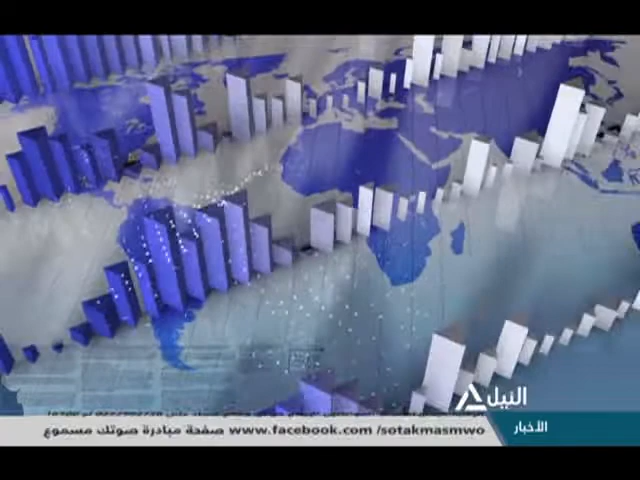 النيل
الأخبار
www.facebook.com /sotakmasmwo صفحة مبادرة صوتك مسموع